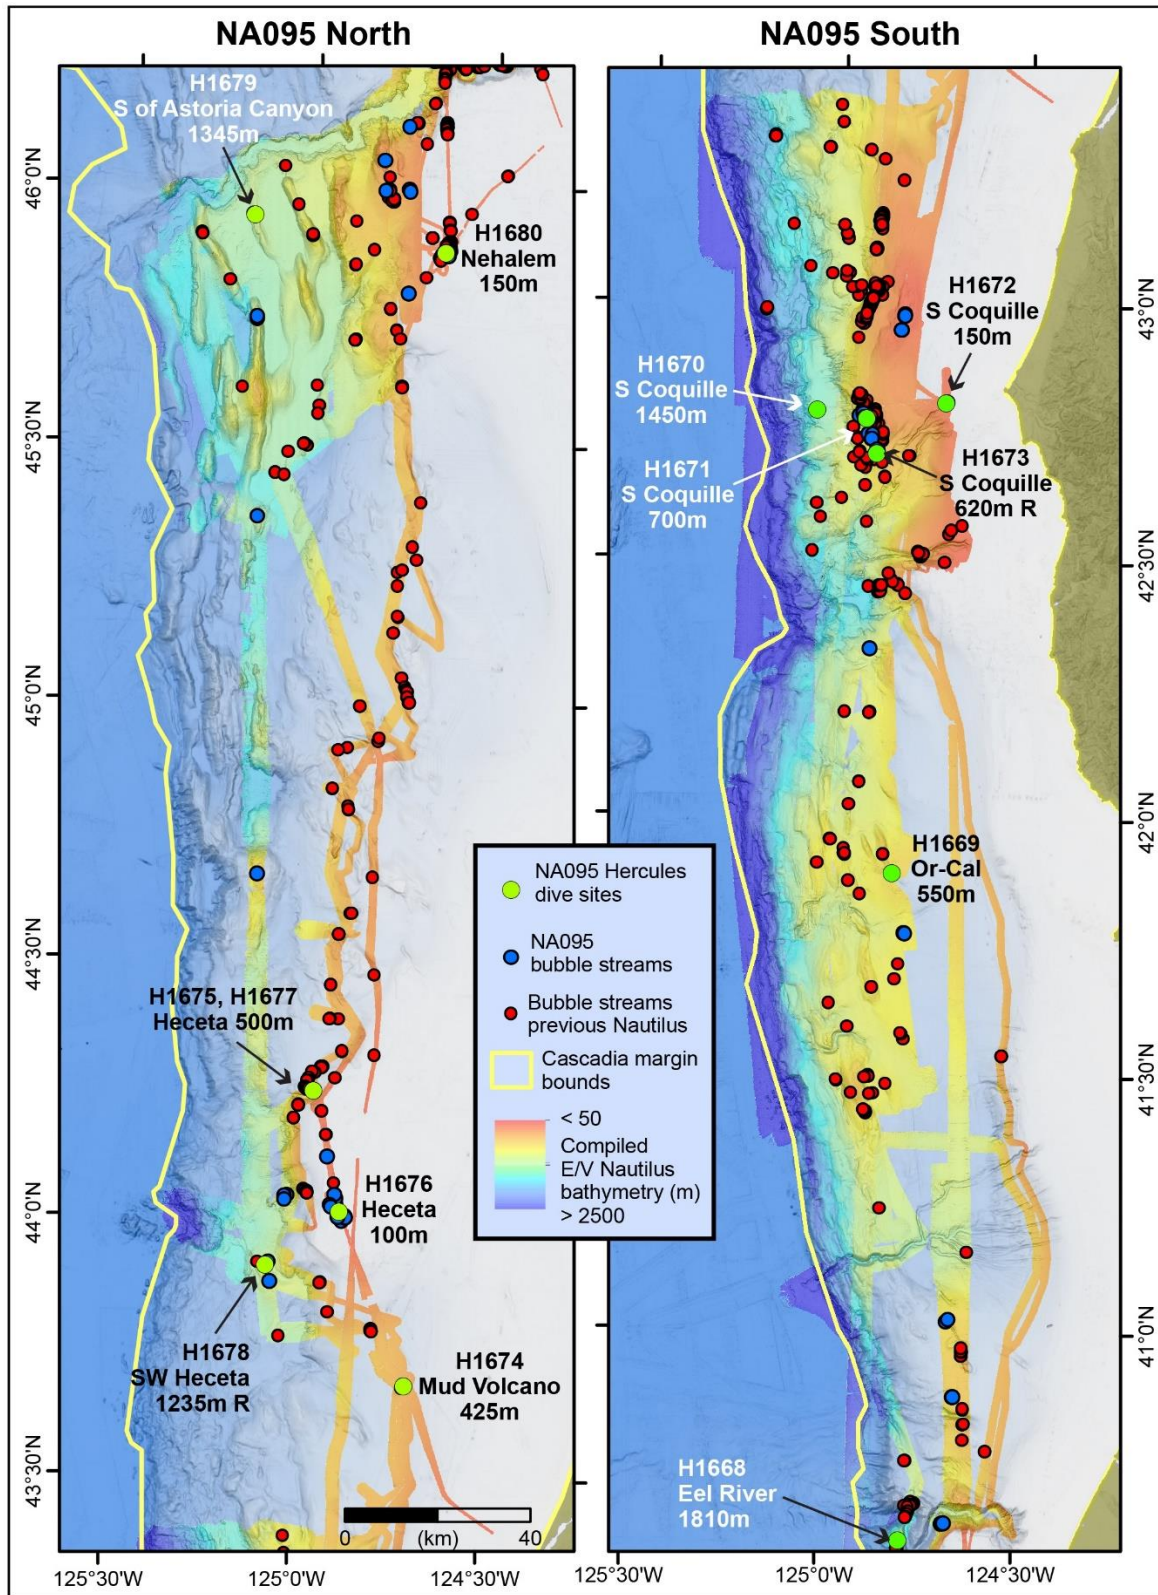 NA095 North
NA095 South
H1679
S of Astoria Canyon
1345m
H1680
Nehalem
150m
H1675, H1677
Heceta 500m
H1676
Heceta
100m
H1678
SW Heceta
1235m R
H1674
Mud Volcano
425m
0
(km)
40
46°0'N
45°30'N
45°0'N
44°30'N
44°0'N
43°30'N
125°30'W
125°0'W
124°30'W
H1672
S Coquille
150m
H1670
S Coquille
1450m
H1671
S Coquille
700m
H1673
S Coquille
620m R
H1669
Or-Cal
550m
H1668
Eel River
1810m
43°0'N
42°30'N
42°0'N
41°30'N
41°0'N
125°30'W
125°0'W
124°30'W
NA095 Hercules
dive sites
NA095
bubble streams
Bubble streams
previous Nautilus
Cascadia margin
bounds
< 50
Compiled
E/V Nautilus
bathymetry (m)
> 2500